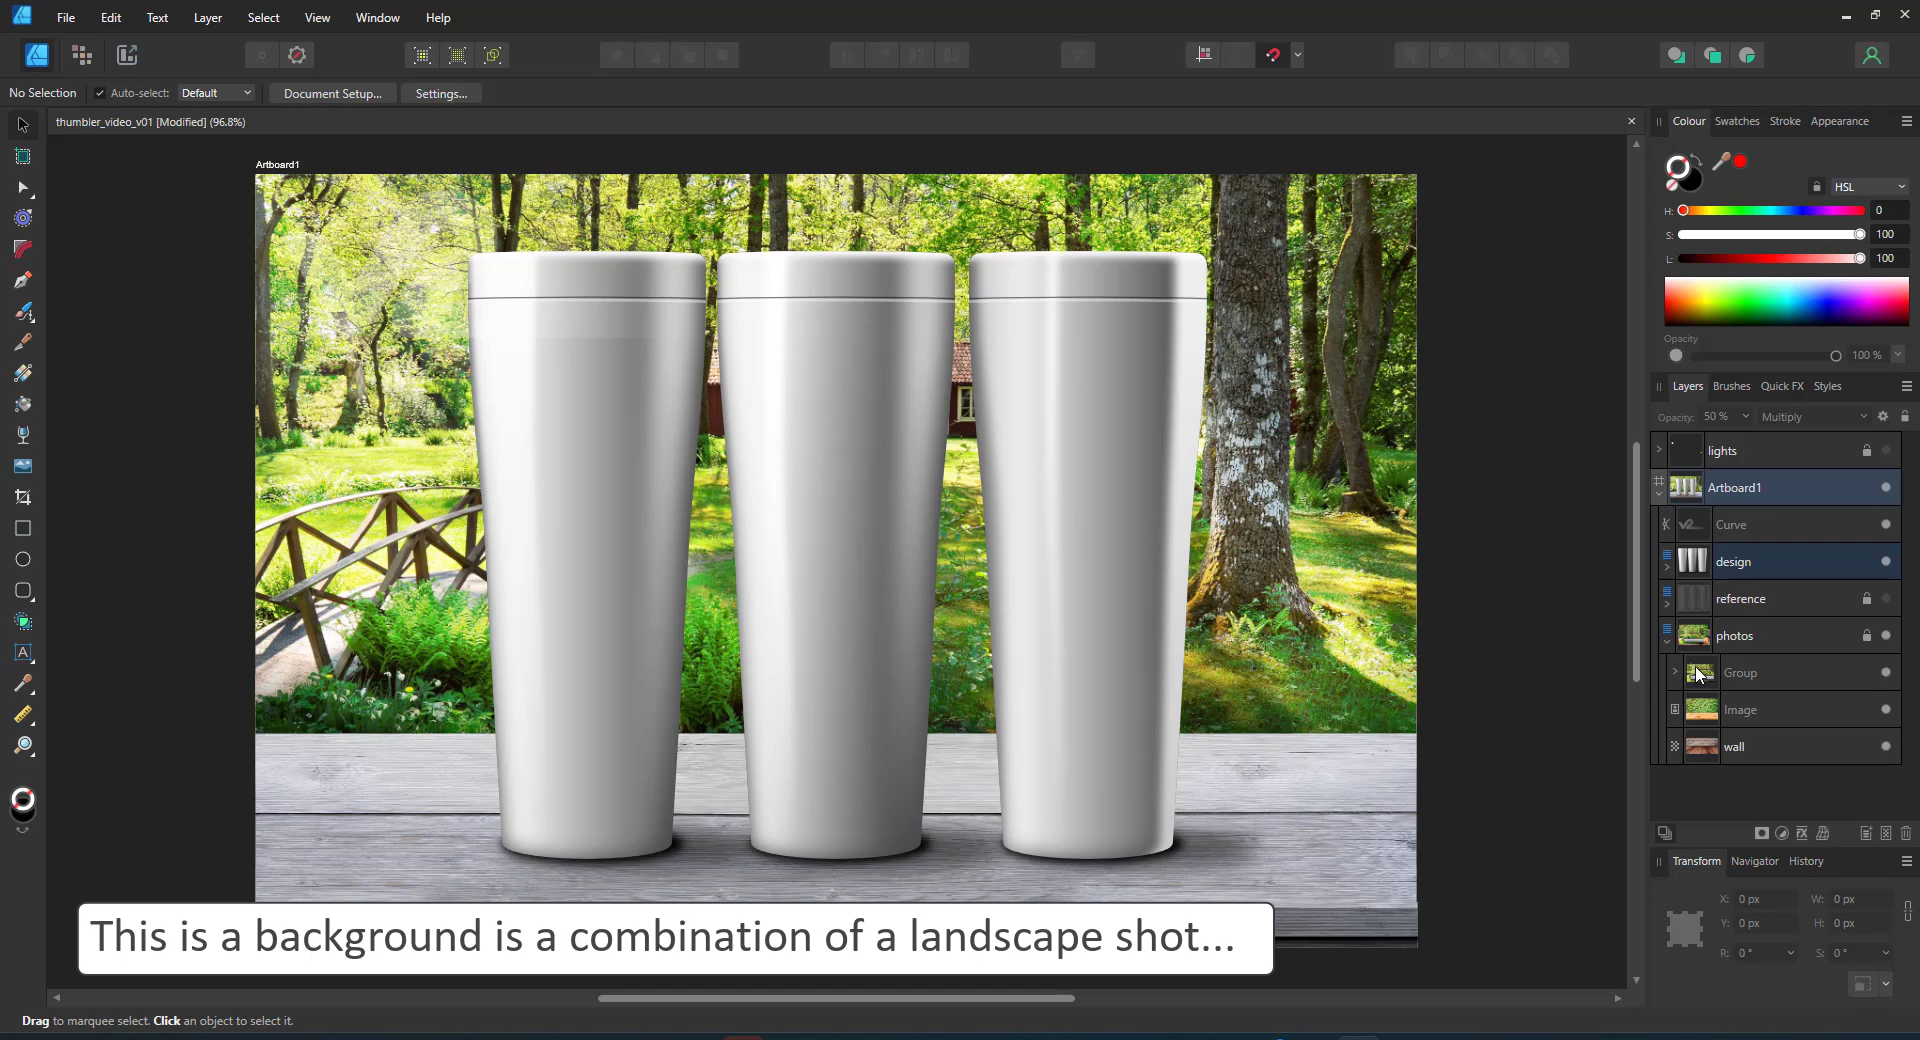 File Edit Text Layer Select View Window Help
No Selection Auto-select: Default Document Setup... Settings...
thumbler_video_v01 [Modified] (96.8%)
Artboard1
Colour Swatches Stroke Appearance
HSL
H: 0
S: 100
L: 100
Opacity
100 %
Layers Brushes Quick FX Styles
Opacity: 50 % Multiply
lights
Artboard1
Curve
design
reference
photos
Group
Image
wall
Transform Navigator History
X: 0 px W: 0 px
Y: 0 px H: 0 px
R: 0 ° S: 0 °
This is a background is a combination of a landscape shot...
Drag to marquee select. Click an object to select it.